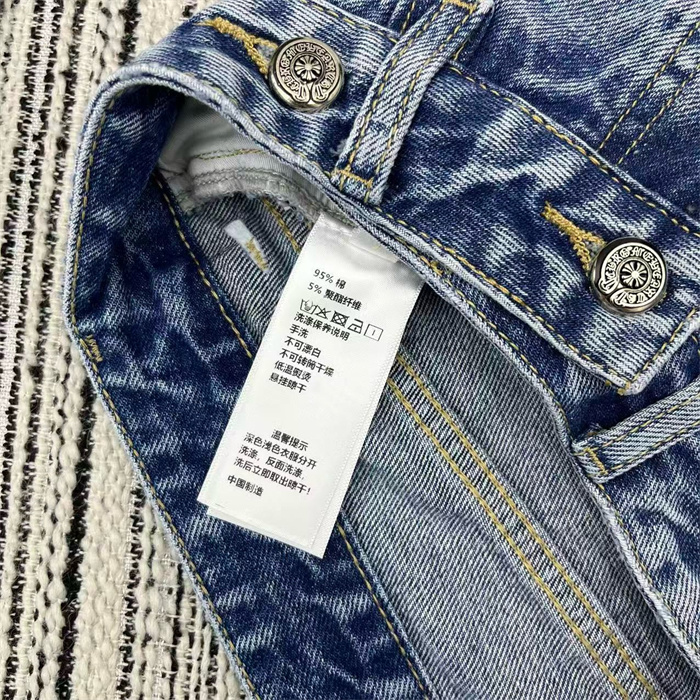 95% 棉
5% 聚酯纤维
洗涤保养说明
手洗
不可漂白
不可转筒干燥
低温熨烫
悬挂晾干
温馨提示
深色浅色衣服分开
洗涤，反面洗涤，
洗后立即取出晾干！
中国制造